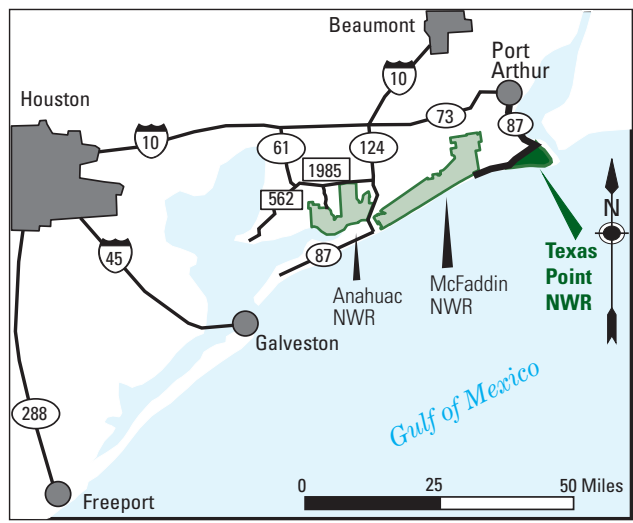 Beaumont
Port
Arthur
10
Houston
73
87
10
61
124
1985
562
N
45
87
Texas
Point
NWR
McFaddin
NWR
Anahuac
NWR
Galveston
Gulf of Mexico
288
0 25 50 Miles
Freeport